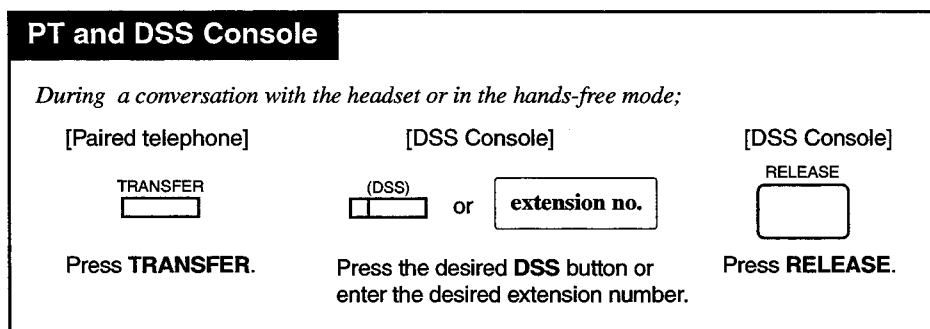 PT and DSS Console
During a conversation with the headset or in the hands-free mode;
[Paired telephone] [DSS Console] [DSS Console]
TRANSFER (DSS) or extension no. RELEASE
Press TRANSFER. Press the desired DSS button or Press RELEASE.
enter the desired extension number.